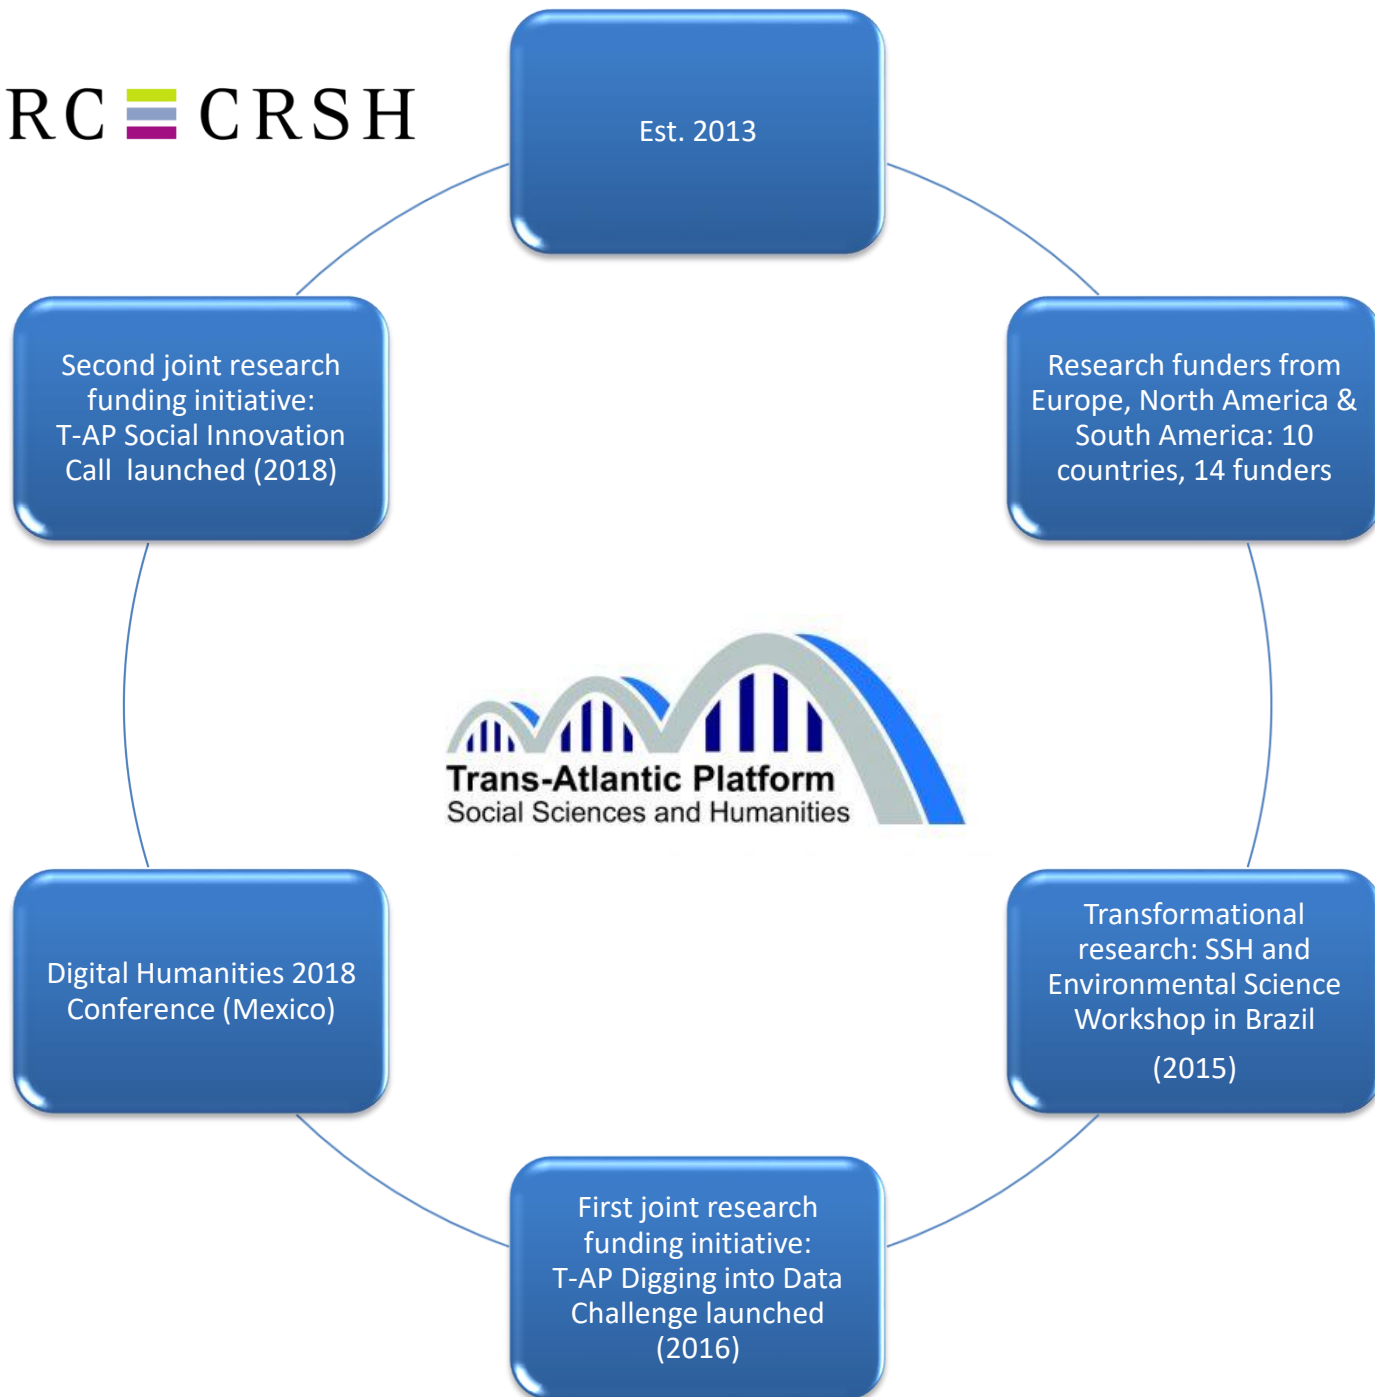 RC CRSH
Est. 2013
Research funders from
Europe, North America &
South America: 10
countries, 14 funders
Transformational
research: SSH and
Environmental Science
Workshop in Brazil
(2015)
First joint research
funding initiative:
T-AP Digging into Data
Challenge launched
(2016)
Digital Humanities 2018
Conference (Mexico)
Second joint research
funding initiative:
T-AP Social Innovation
Call launched (2018)
Trans-Atlantic Platform
Social Sciences and Humanities